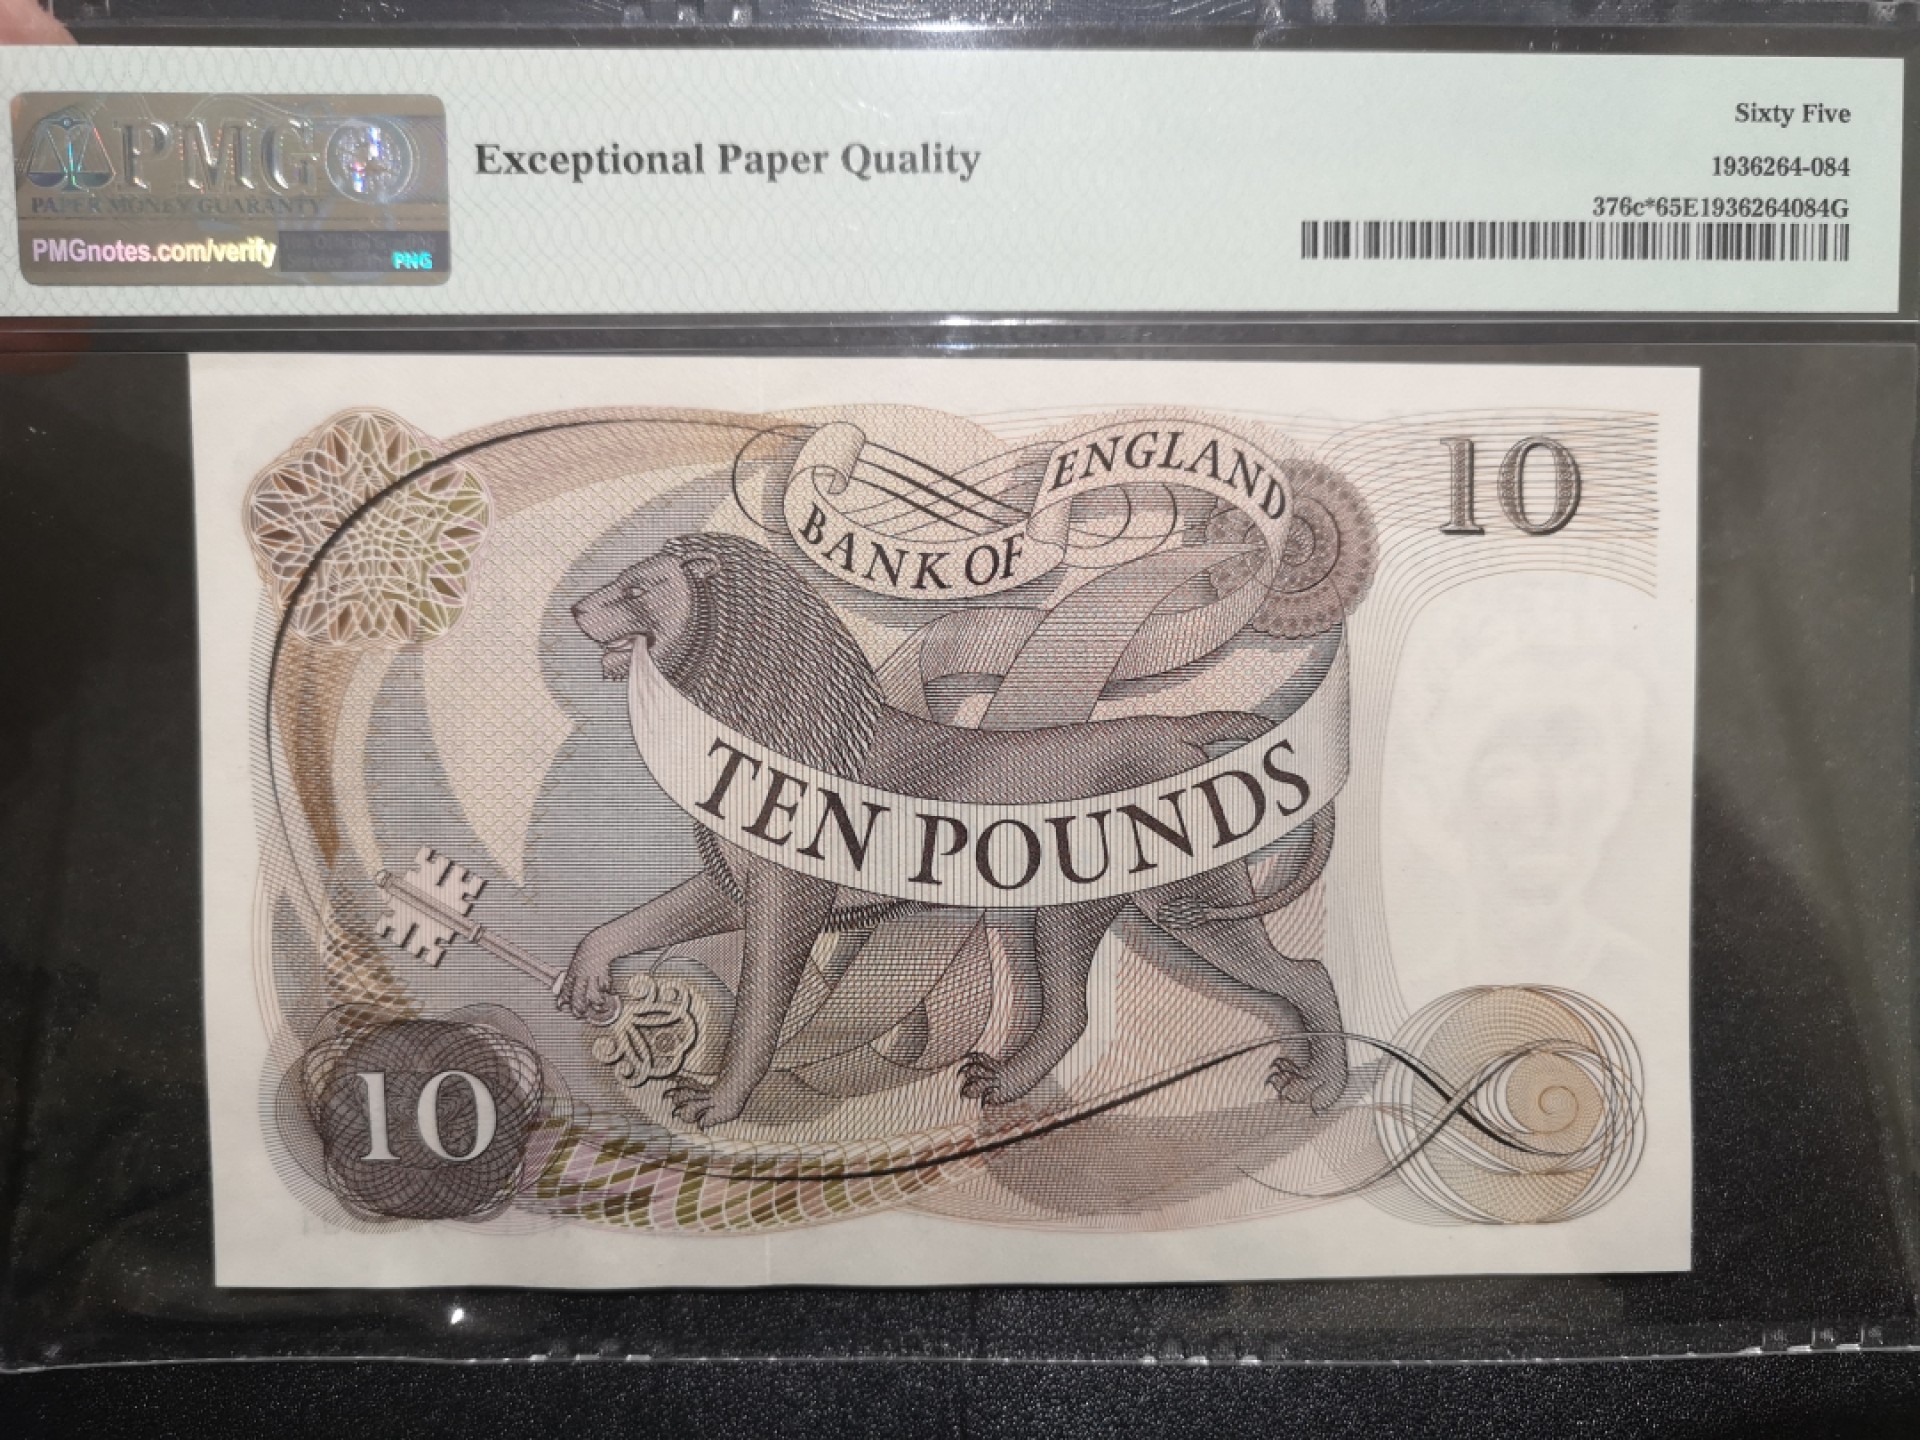 PMG
PAPER MONEY GUARANTY
PMGnotes.com/verify
PNG
Exceptional Paper Quality
Sixty Five
1936264-084
376c*65E1936264084G
BANK OF ENGLAND
10
TEN POUNDS
10